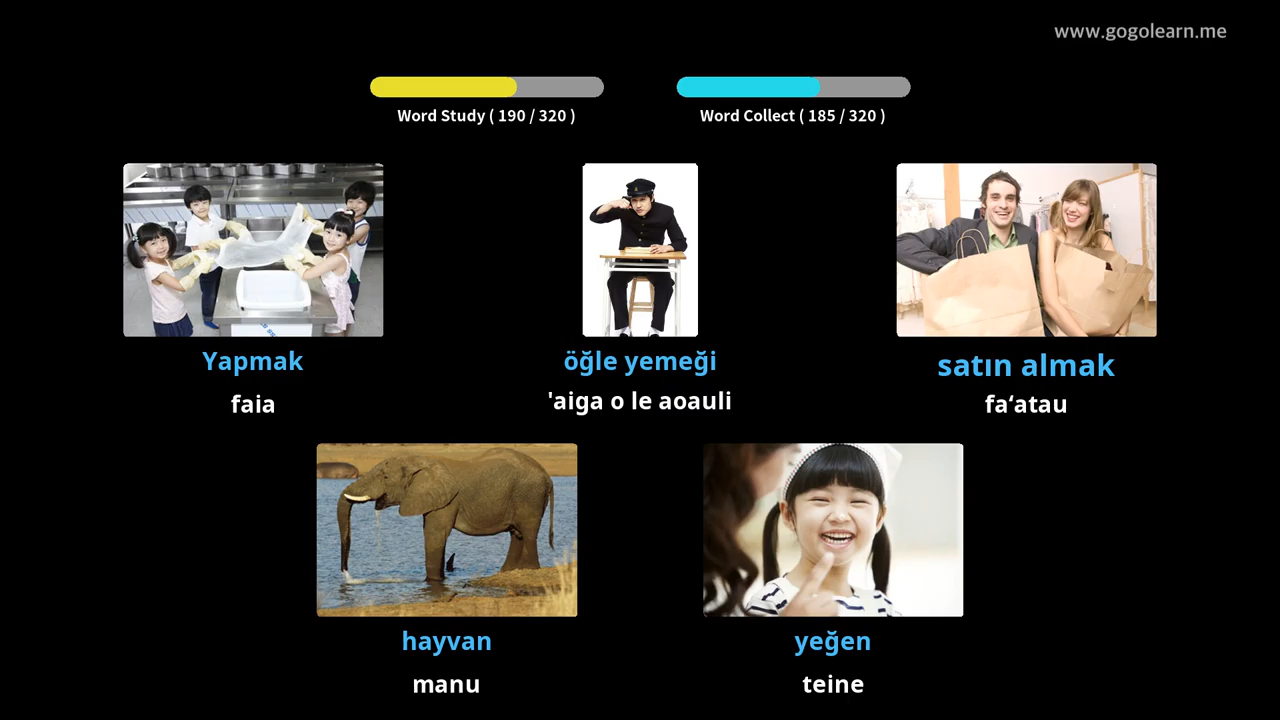 www.gogolearn.me
Word Study ( 190 / 320 )
Word Collect ( 185 / 320 )
Yapmak
faia
öğle yemeği
'aiga o le aoauli
satın almak
fa‘atau
hayvan
manu
yeğen
teine